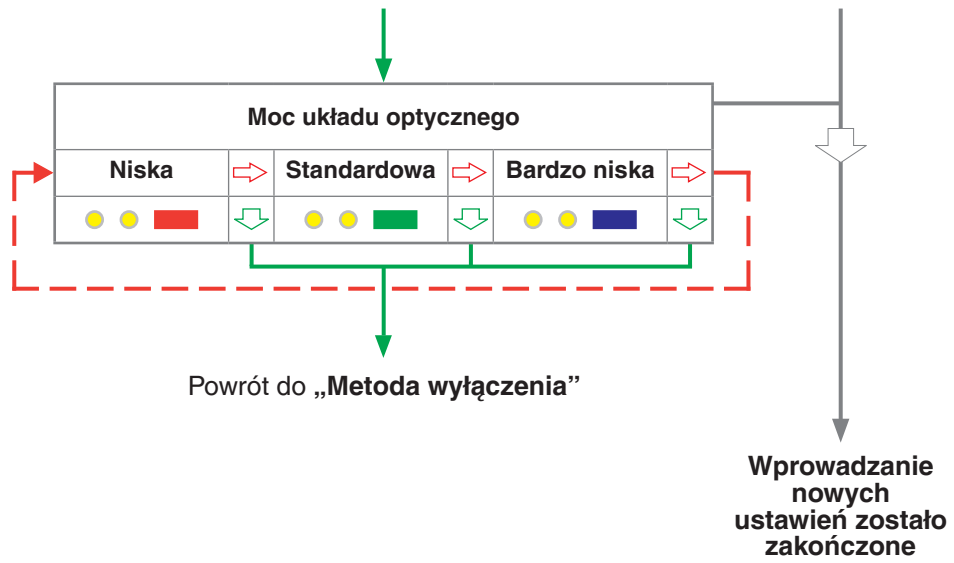 Moc układu optycznego
Niska
Standardowa
Bardzo niska
Powrót do „Metoda wyłączenia”
Wprowadzanie
nowych
ustawień zostało
zakończone